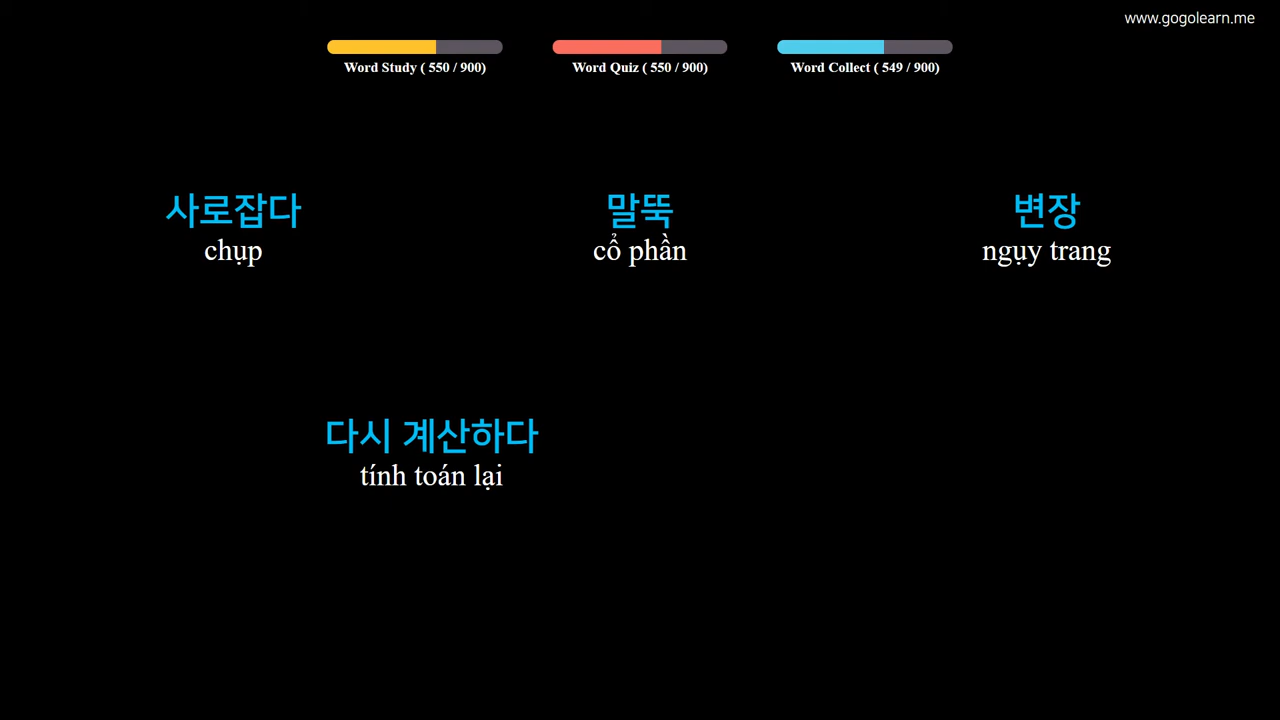 www.gogolearn.me
Word Study ( 550 / 900)
Word Quiz ( 550 / 900)
Word Collect ( 549 / 900)
사로잡다
chụp
말뚝
cổ phần
변장
ngụy trang
다시 계산하다
tính toán lại